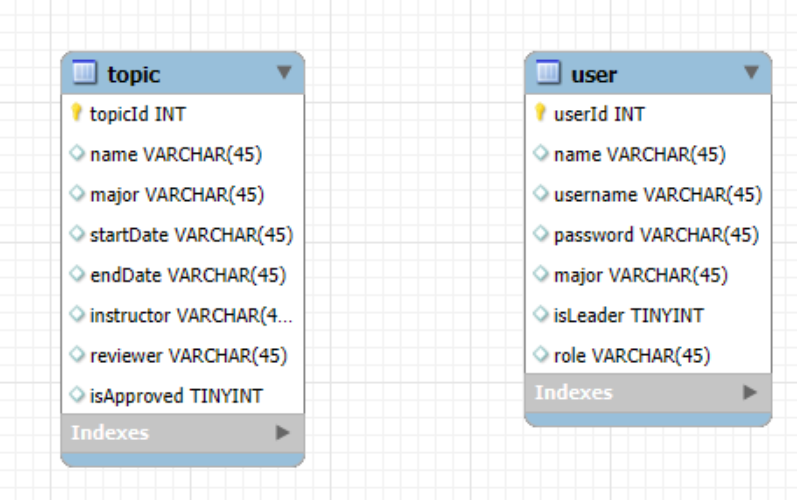 topic
topicId INT
name VARCHAR(45)
major VARCHAR(45)
startDate VARCHAR(45)
endDate VARCHAR(45)
instructor VARCHAR(4...
reviewer VARCHAR(45)
isApproved TINYINT
Indexes
user
userId INT
name VARCHAR(45)
username VARCHAR(45)
password VARCHAR(45)
major VARCHAR(45)
isLeader TINYINT
role VARCHAR(45)
Indexes